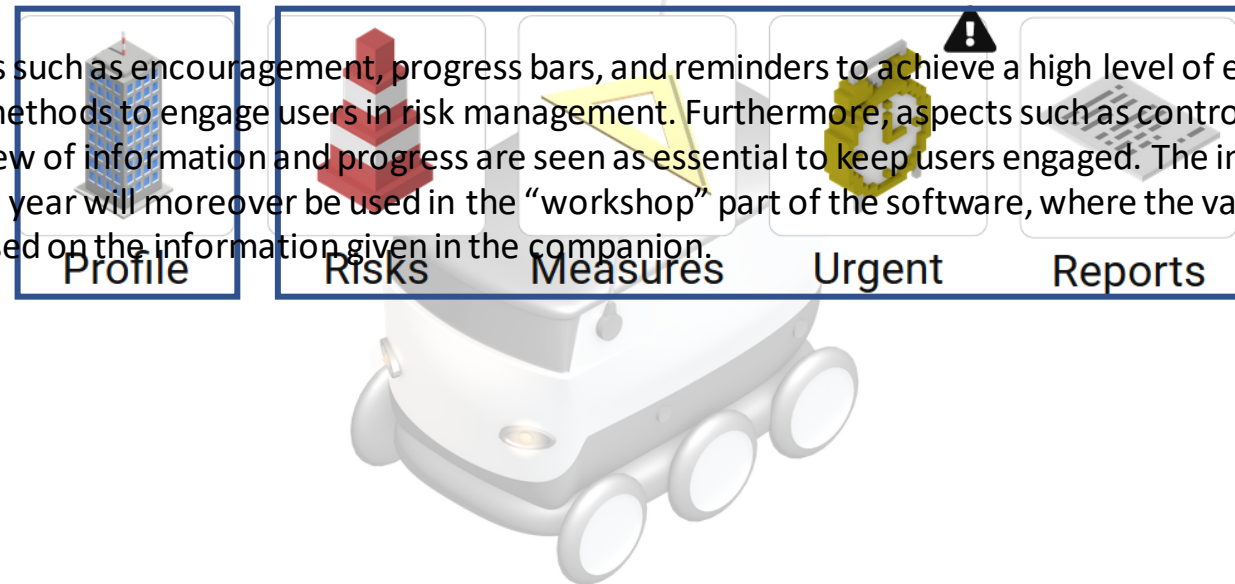 s such as encouragement, progress bars, and reminders to achieve a high level of e
methods to engage users in risk management. Furthermore, aspects such as contro
ew of information and progress are seen as essential to keep users engaged. The in
year will moreover be used in the “workshop” part of the software, where the va
sed on the information given in the companion.
Profile Risks Measures Urgent Reports